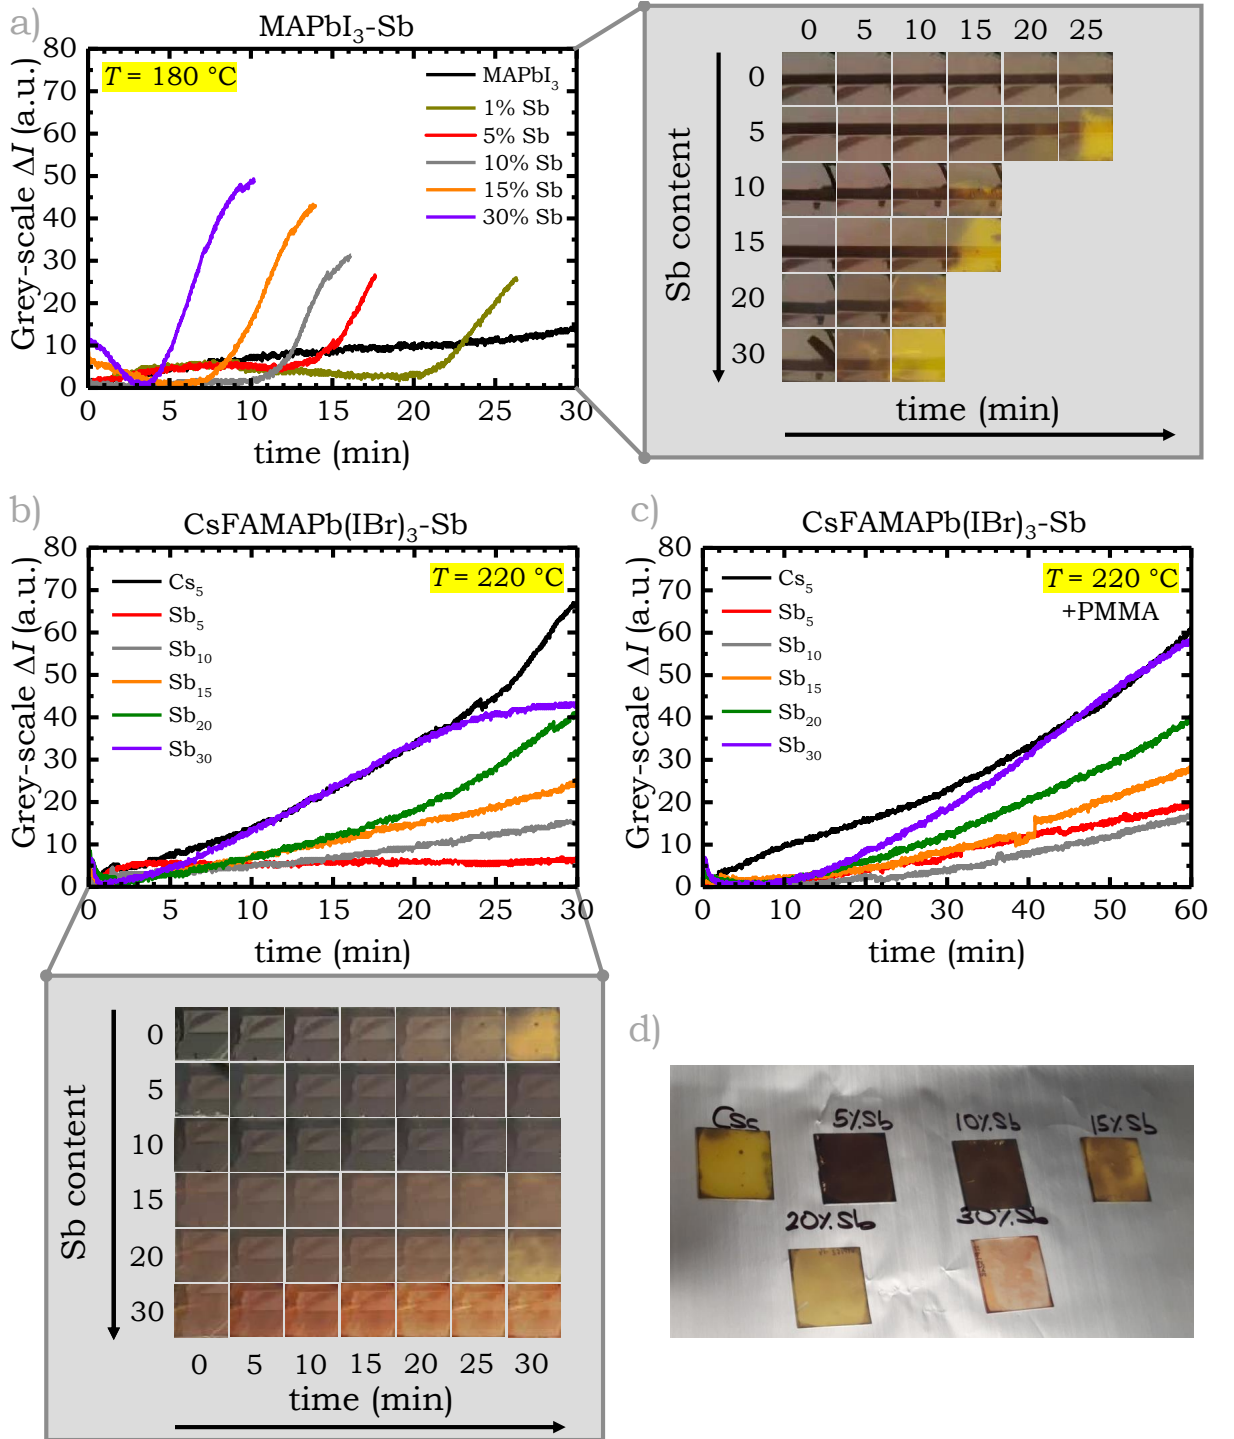 a)
MAPbI₃-Sb
Grey-scale ΔI (a.u.)
80
70
60
50
40
30
20
10
0
T = 180 °C
MAPbI₃
1% Sb
5% Sb
10% Sb
15% Sb
30% Sb
0 5 10 15 20 25 30
time (min)
0 5 10 15 20 25
Sb content
0
5
10
15
20
30
time (min)
b)
CsFAMAPb(IBr)₃-Sb
Grey-scale ΔI (a.u.)
80
70
60
50
40
30
20
10
0
T = 220 °C
Cs₅
Sb₅
Sb₁₀
Sb₁₅
Sb₂₀
Sb₃₀
0 5 10 15 20 25 30
time (min)
c)
CsFAMAPb(IBr)₃-Sb
Grey-scale ΔI (a.u.)
80
70
60
50
40
30
20
10
0
T = 220 °C
+PMMA
Cs₅
Sb₅
Sb₁₀
Sb₁₅
Sb₂₀
Sb₃₀
0 10 20 30 40 50 60
time (min)
Sb content
0
5
10
15
20
30
0 5 10 15 20 25 30
time (min)
d)
Cs₅ 5%Sb 10%Sb 15%Sb
20%Sb 30%Sb